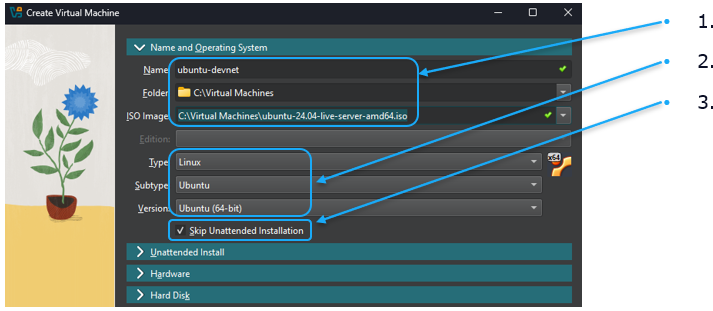 Create Virtual Machine
Name and Operating System
Name: ubuntu-devnet
Folder: C:\Virtual Machines
ISO Image: C:\Virtual Machines\ubuntu-24.04-live-server-amd64.iso
Edition:
Type: Linux
x64
Subtype: Ubuntu
Version: Ubuntu (64-bit)
Skip Unattended Installation
Unattended Install
Hardware
Hard Disk
1.
2.
3.